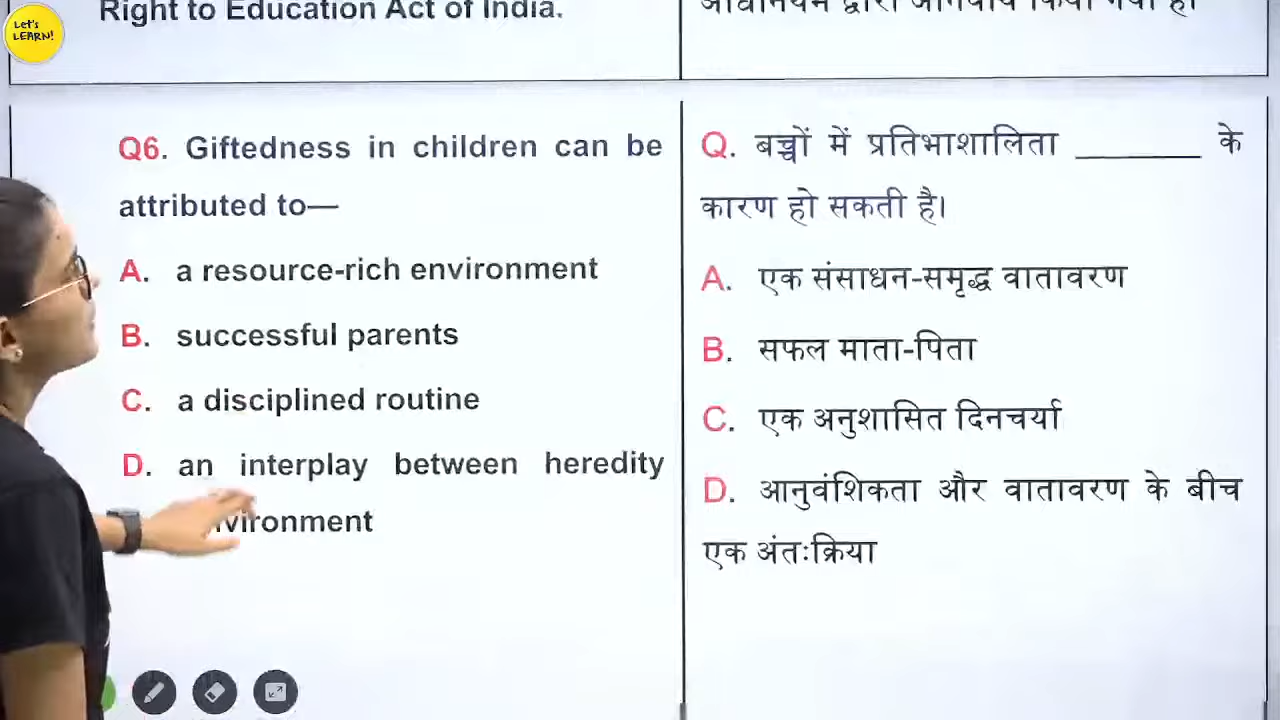 Let's
LEARN!
Right to Education Act of India.
Q6. Giftedness in children can be
attributed to—
A. a resource-rich environment
B. successful parents
C. a disciplined routine
D. an interplay between heredity
Q. बच्चों में प्रतिभाशालिता ________ के
कारण हो सकती है।
A. एक संसाधन-समृद्ध वातावरण
B. सफल माता-पिता
C. एक अनुशासित दिनचर्या
D. आनुवंशिकता और वातावरण के बीच
एक अंतःक्रिया